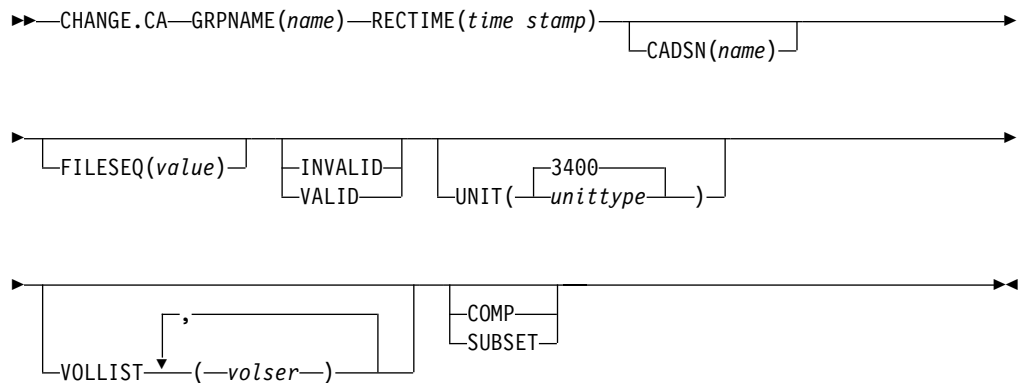 CHANGE.CA GRPNAME(name) RECTIME(time stamp)
CADSN(name)
FILESEQ(value)
INVALID
VALID
UNIT(
3400
unittype
)
,
VOLLIST
(volser)
COMP
SUBSET